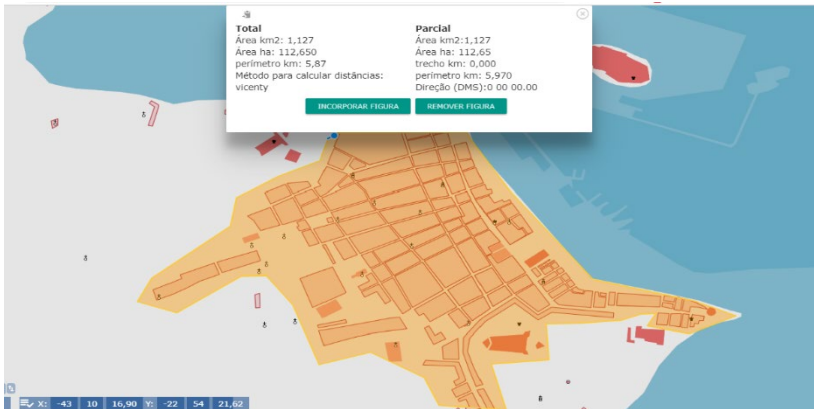 Total
Área km2: 1,127
Área ha: 112,650
perímetro km: 5,87
Método para calcular distâncias:
vicenty
Parcial
Área km2:1,127
Área ha: 112,65
trecho km: 0,000
perímetro km: 5,970
Direção (DMS):0 00 00.00
INCORPORAR FIGURA REMOVER FIGURA
X: -43 10 16,90 Y: -22 54 21,62